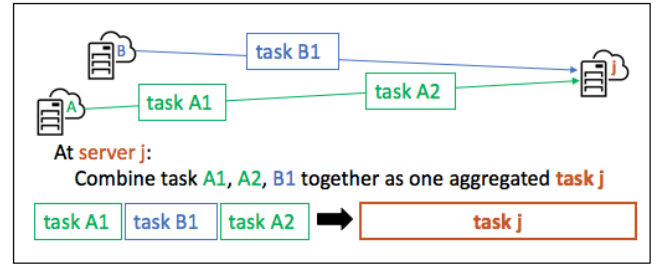 B
task B1
j
A
task A1
task A2
At server j:
Combine task A1, A2, B1 together as one aggregated task j
task A1 task B1 task A2 task j